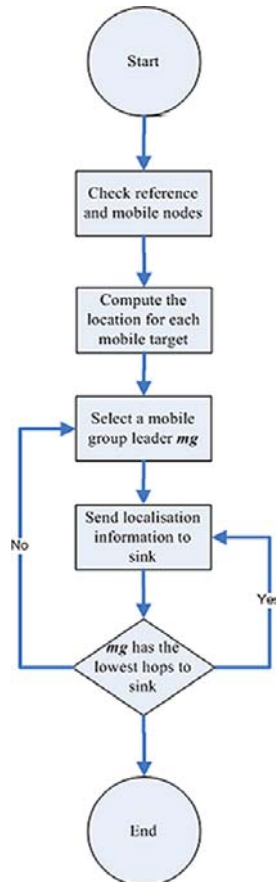 Start
Check reference
and mobile nodes
Compute the
location for each
mobile target
Select a mobile
group leader mg
Send localisation
information to
sink
No
Yes
mg has the
lowest hops to
sink
End